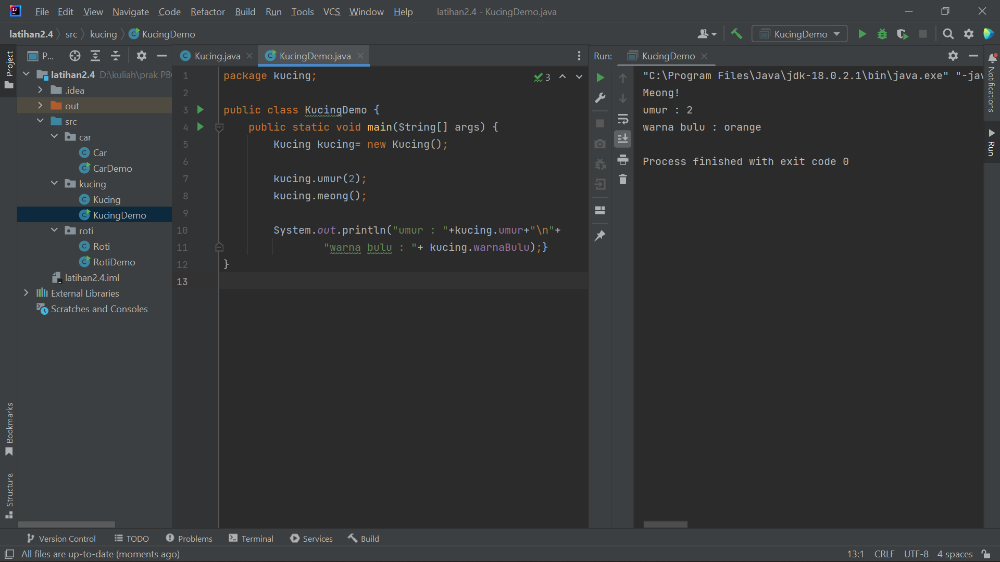 File Edit View Navigate Code Refactor Build Run Tools VCS Window Help latihan2.4 - KucingDemo.java
latihan2.4 src kucing KucingDemo KucingDemo
P... Kucing.java KucingDemo.java Run: KucingDemo
Project
latihan2.4 D:\kuliah\prak PB
.idea
out
src
car
Car
CarDemo
kucing
Kucing
KucingDemo
roti
Roti
RotiDemo
latihan2.4.iml
External Libraries
Scratches and Consoles
Bookmarks
Structure
1 package kucing;
2
3 public class KucingDemo {
4 public static void main(String[] args) {
5 Kucing kucing= new Kucing();
6
7 kucing.umur(2);
8 kucing.meong();
9
10 System.out.println("umur : "+kucing.umur+"\n"+
11 "warna bulu : "+ kucing.warnaBulu);}
12 }
13
3
"C:\Program Files\Java\jdk-18.0.2.1\bin\java.exe" "-jav
Meong!
umur : 2
warna bulu : orange
Process finished with exit code 0
Notifications
Run
Version Control TODO Problems Terminal Services Build
All files are up-to-date (moments ago) 13:1 CRLF UTF-8 4 spaces